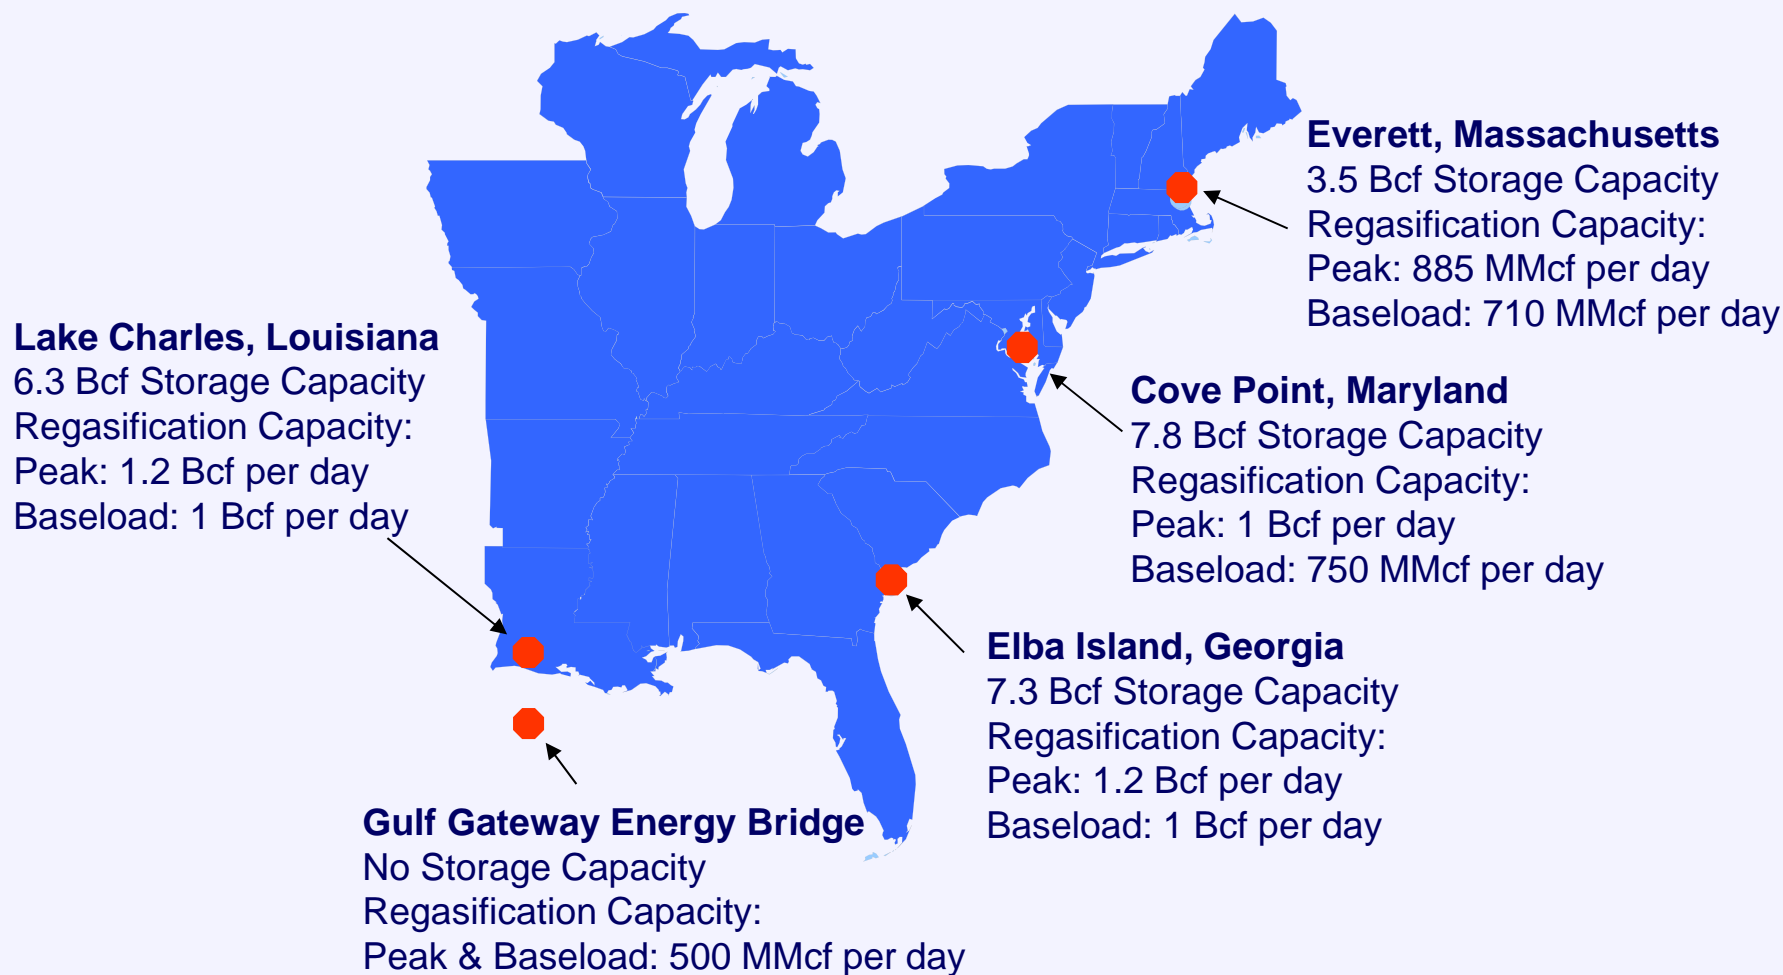 Everett, Massachusetts
3.5 Bcf Storage Capacity
Regasification Capacity:
Peak: 885 MMcf per day
Baseload: 710 MMcf per day
Lake Charles, Louisiana
6.3 Bcf Storage Capacity
Regasification Capacity:
Peak: 1.2 Bcf per day
Baseload: 1 Bcf per day
Cove Point, Maryland
7.8 Bcf Storage Capacity
Regasification Capacity:
Peak: 1 Bcf per day
Baseload: 750 MMcf per day
Elba Island, Georgia
7.3 Bcf Storage Capacity
Regasification Capacity:
Peak: 1.2 Bcf per day
Baseload: 1 Bcf per day
Gulf Gateway Energy Bridge
No Storage Capacity
Regasification Capacity:
Peak & Baseload: 500 MMcf per day